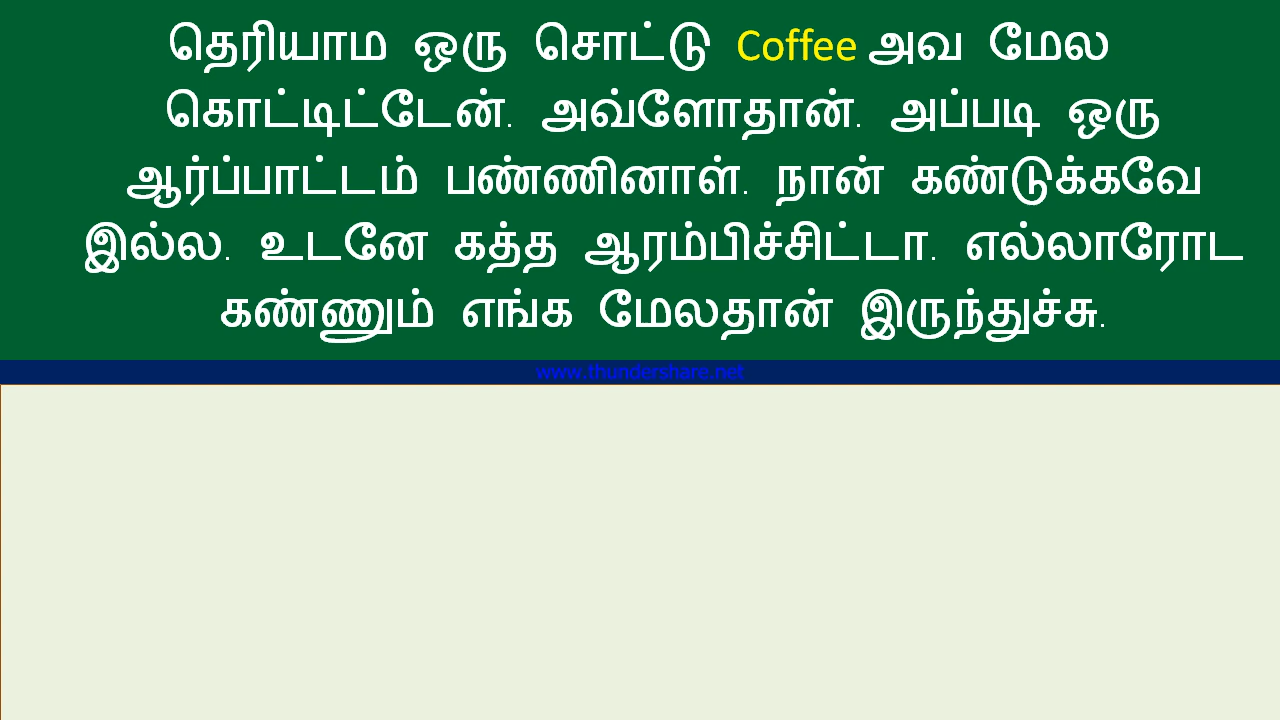 தெரியாம ஒரு சொட்டு Coffee அவ மேல
கொட்டிட்டேன். அவ்ளோதான். அப்படி ஒரு
ஆர்ப்பாட்டம் பண்ணினாள். நான் கண்டுக்கவே
இல்ல. உடனே கத்த ஆரம்பிச்சிட்டா. எல்லாரோட
கண்ணும் எங்க மேலதான் இருந்துச்சு.
www.thundershare.net